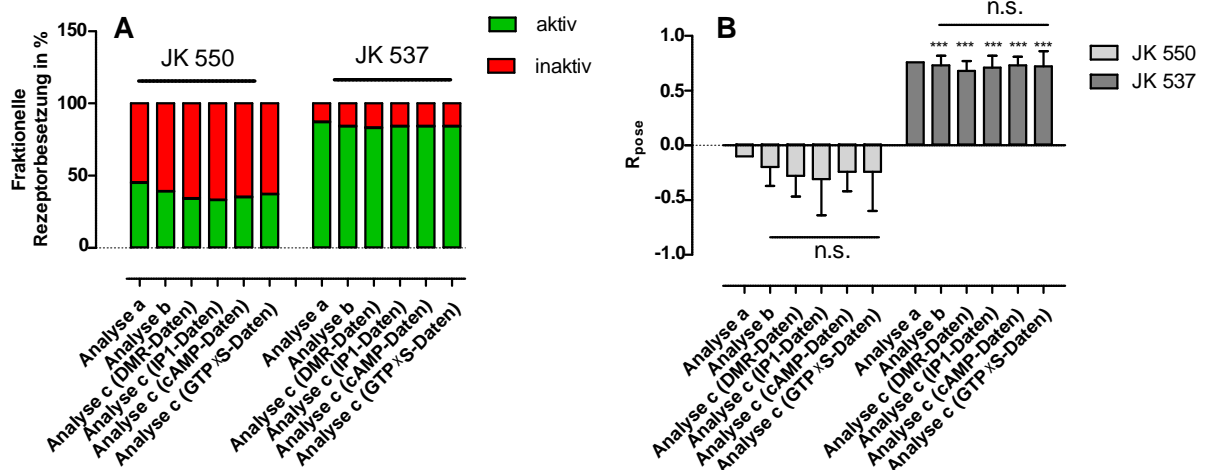 A
Fraktionelle
Rezeptorbesetzung in %
150
100
50
0
JK 550
JK 537
aktiv
inaktiv
Analyse a
Analyse b
Analyse c (DMR-Daten)
Analyse c (IP1-Daten)
Analyse c (cAMP-Daten)
Analyse c (GTPˠS-Daten)
Analyse a
Analyse b
Analyse c (DMR-Daten)
Analyse c (IP1-Daten)
Analyse c (cAMP-Daten)
Analyse c (GTPˠS-Daten)
B
Rpose
1.0
0.5
0.0
-0.5
-1.0
n.s.
*** *** *** *** ***
n.s.
JK 550
JK 537
Analyse a
Analyse b
Analyse c (DMR-Daten)
Analyse c (IP1-Daten)
Analyse c (cAMP-Daten)
Analyse c (GTPˠS-Daten)
Analyse a
Analyse b
Analyse c (DMR-Daten)
Analyse c (IP1-Daten)
Analyse c (cAMP-Daten)
Analyse c (GTPˠS-Daten)